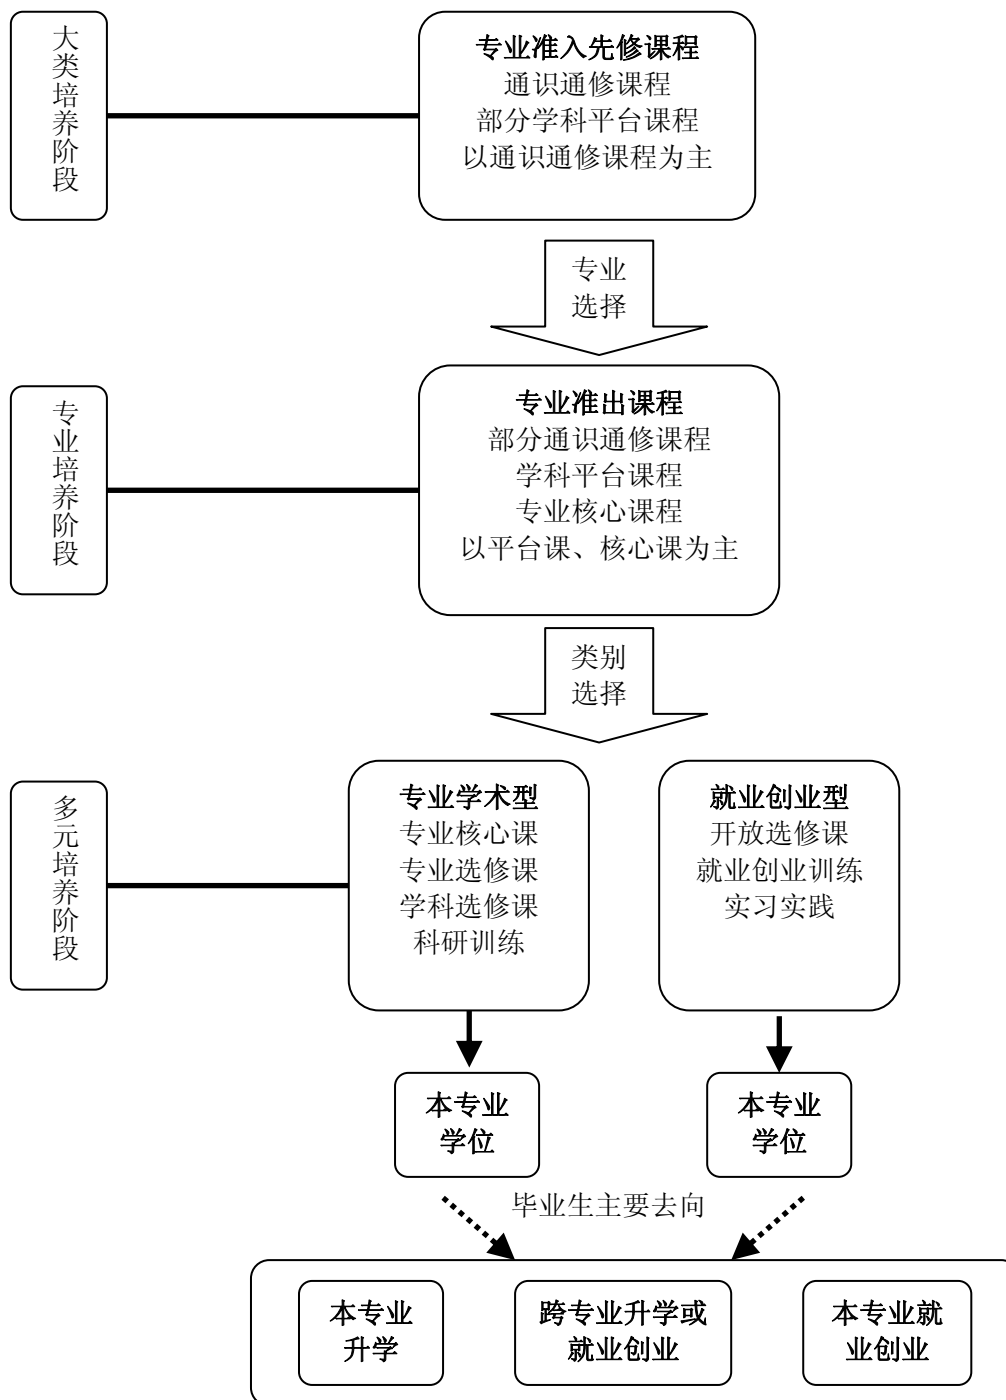 大类培养阶段
专业准入先修课程
通识通修课程
部分学科平台课程
以通识通修课程为主
专业
选择
专业培养阶段
专业准出课程
部分通识通修课程
学科平台课程
专业核心课程
以平台课、核心课为主
类别
选择
多元培养阶段
专业学术型
专业核心课
专业选修课
学科选修课
科研训练
就业创业型
开放选修课
就业创业训练
实习实践
本专业
学位
本专业
学位
毕业生主要去向
本专业
升学
跨专业升学或
就业创业
本专业就
业创业